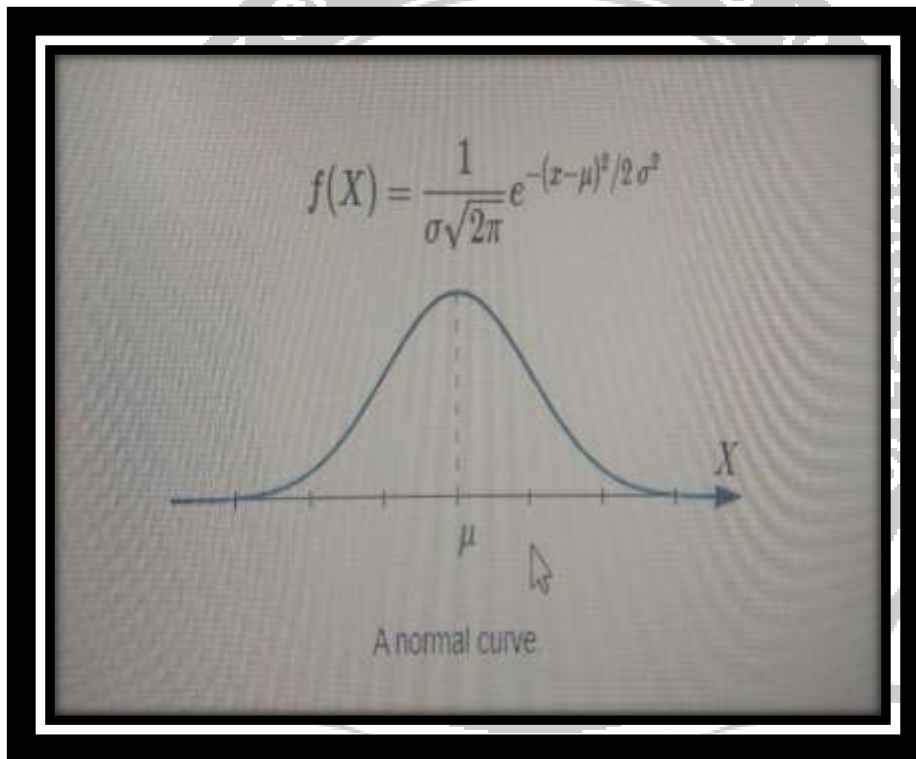 f(X) = 1/(σ√2π) e^−(x−μ)²/2σ²
X
μ
A normal curve